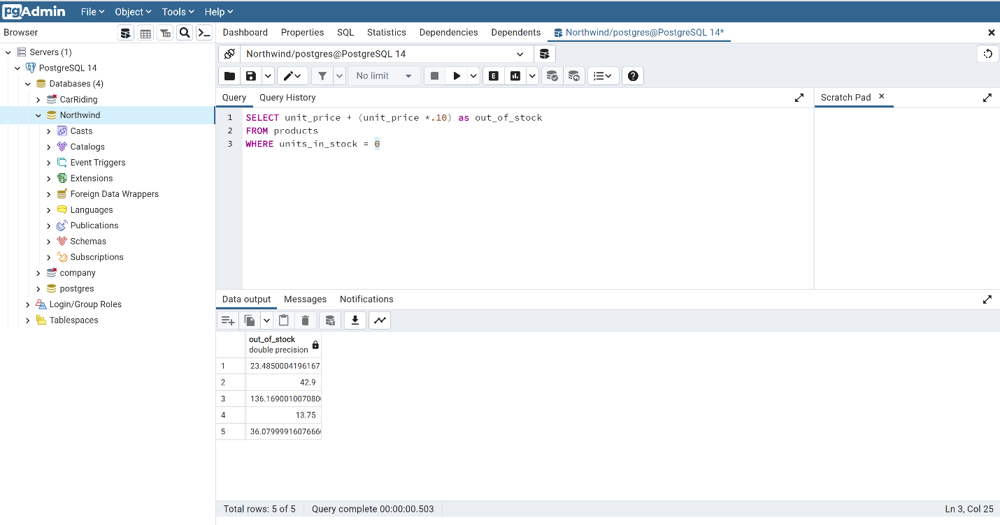 pgAdmin File Object Tools Help
Browser
Dashboard Properties SQL Statistics Dependencies Dependents Northwind/postgres@PostgreSQL 14*
Servers (1)
PostgreSQL 14
Databases (4)
CarRiding
Northwind
Casts
Catalogs
Event Triggers
Extensions
Foreign Data Wrappers
Languages
Publications
Schemas
Subscriptions
company
postgres
Login/Group Roles
Tablespaces
Northwind/postgres@PostgreSQL 14
No limit
E
Query Query History
Scratch Pad
1 SELECT unit_price + (unit_price *.10) as out_of_stock
2 FROM products
3 WHERE units_in_stock = 0
Data output Messages Notifications
out_of_stock
double precision
1 23.4850004196167
2 42.9
3 136.1690010070800
4 13.75
5 36.0799991607666
Total rows: 5 of 5 Query complete 00:00:00.503 Ln 3, Col 25